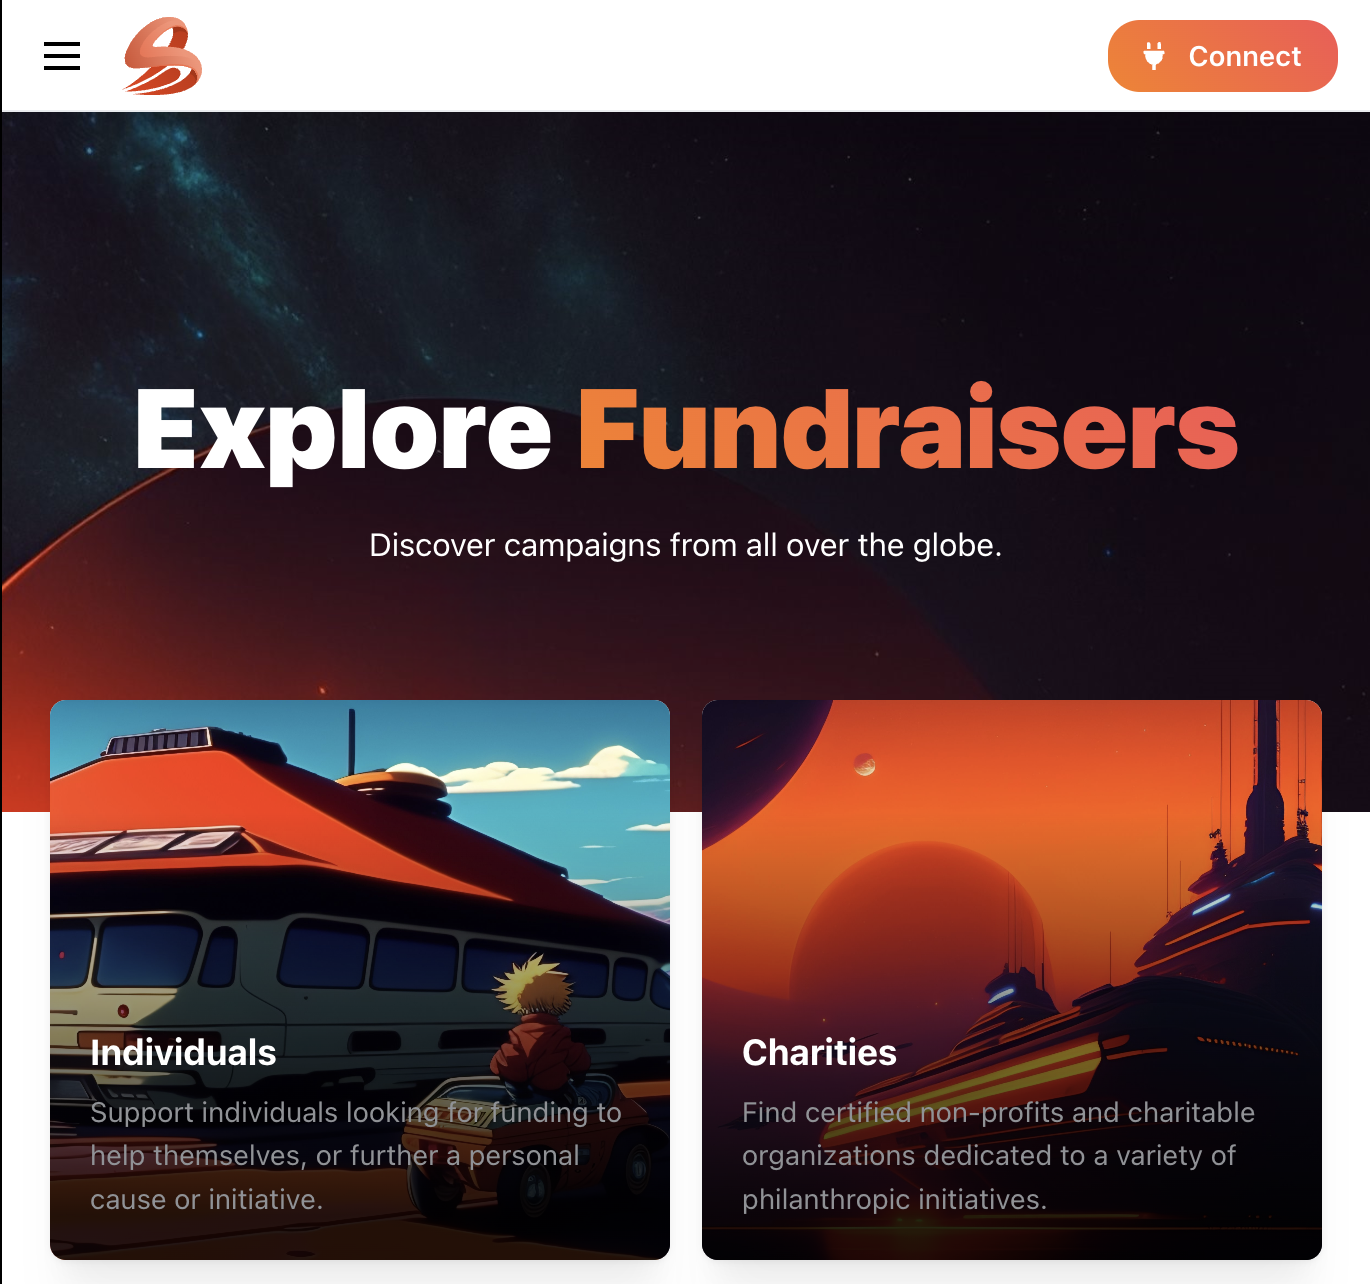 Connect
Explore Fundraisers
Discover campaigns from all over the globe.
Individuals
Support individuals looking for funding to
help themselves, or further a personal
cause or initiative.
Charities
Find certified non-profits and charitable
organizations dedicated to a variety of
philanthropic initiatives.